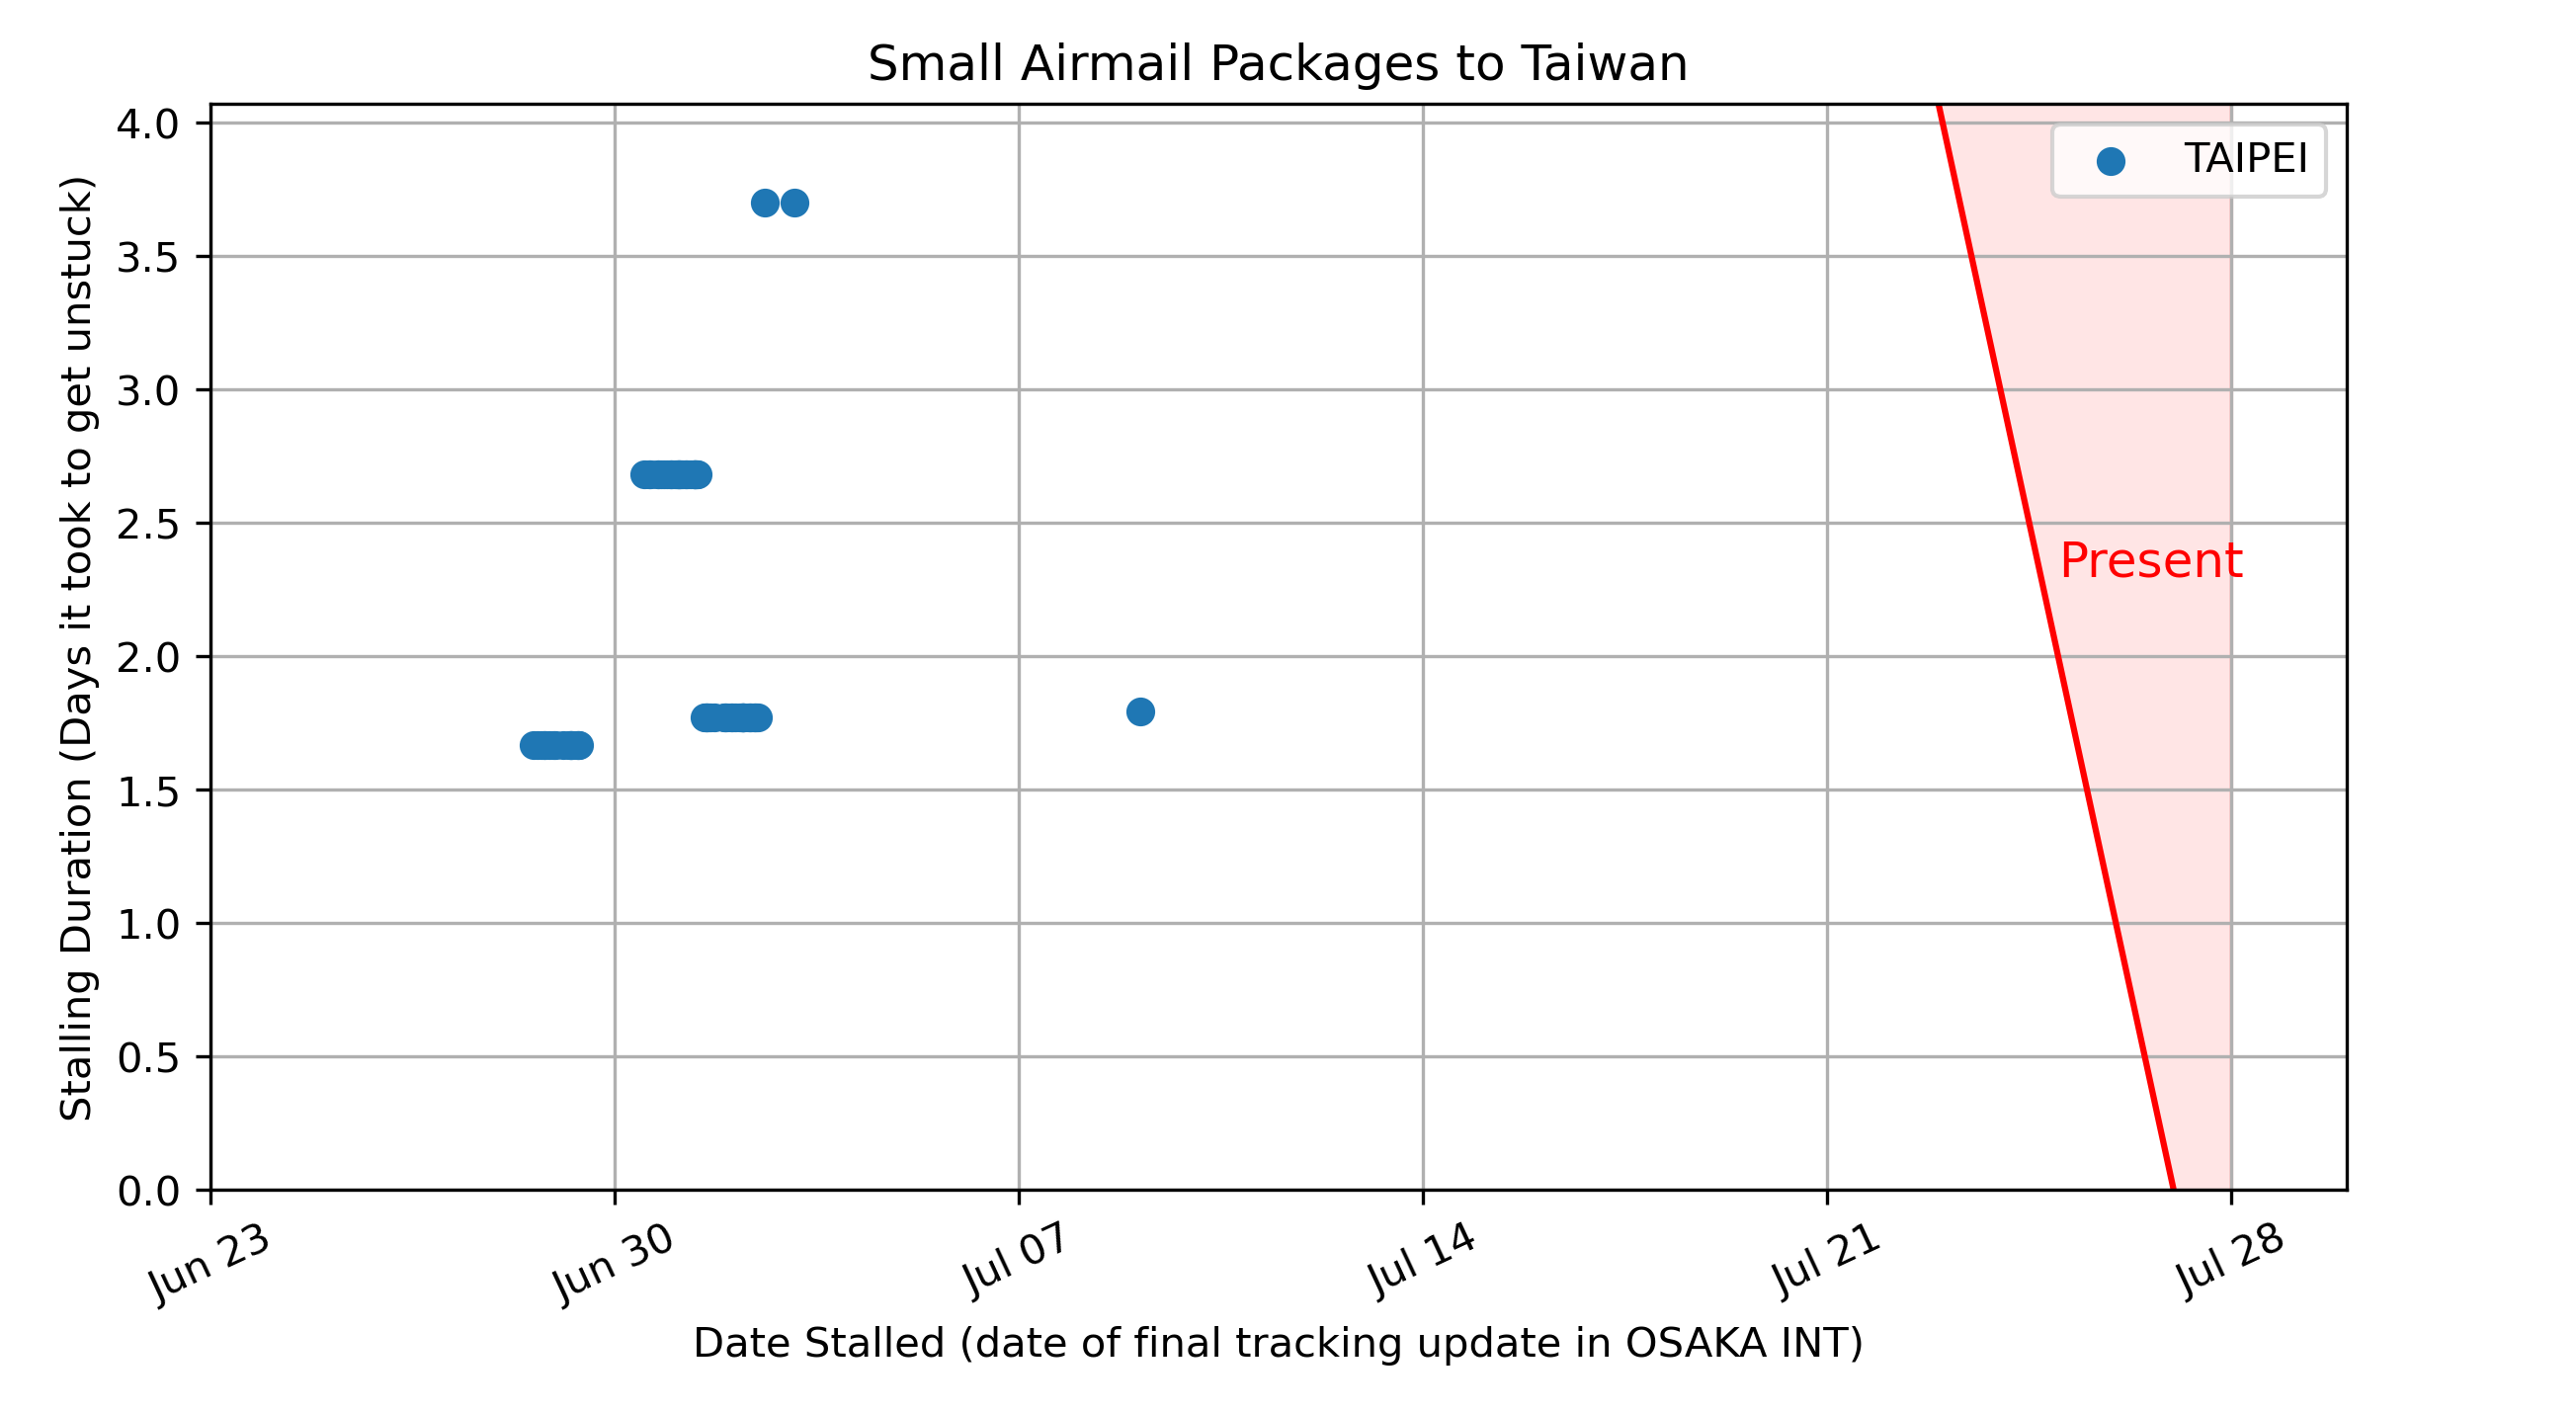 Small Airmail Packages to Taiwan
Stalling Duration (Days it took to get unstuck)
4.0
3.5
3.0
2.5
2.0
1.5
1.0
0.5
0.0
TAIPEI
Present
Jun 23
Jun 30
Jul 07
Jul 14
Jul 21
Jul 28
Date Stalled (date of final tracking update in OSAKA INT)